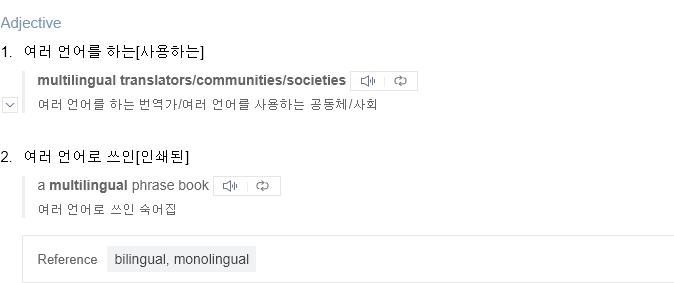 Adjective
1. 여러 언어를 하는[사용하는]
multilingual translators/communities/societies
여러 언어를 하는 번역가/여러 언어를 사용하는 공동체/사회
2. 여러 언어로 쓰인[인쇄된]
a multilingual phrase book
여러 언어로 쓰인 숙어집
Reference bilingual, monolingual